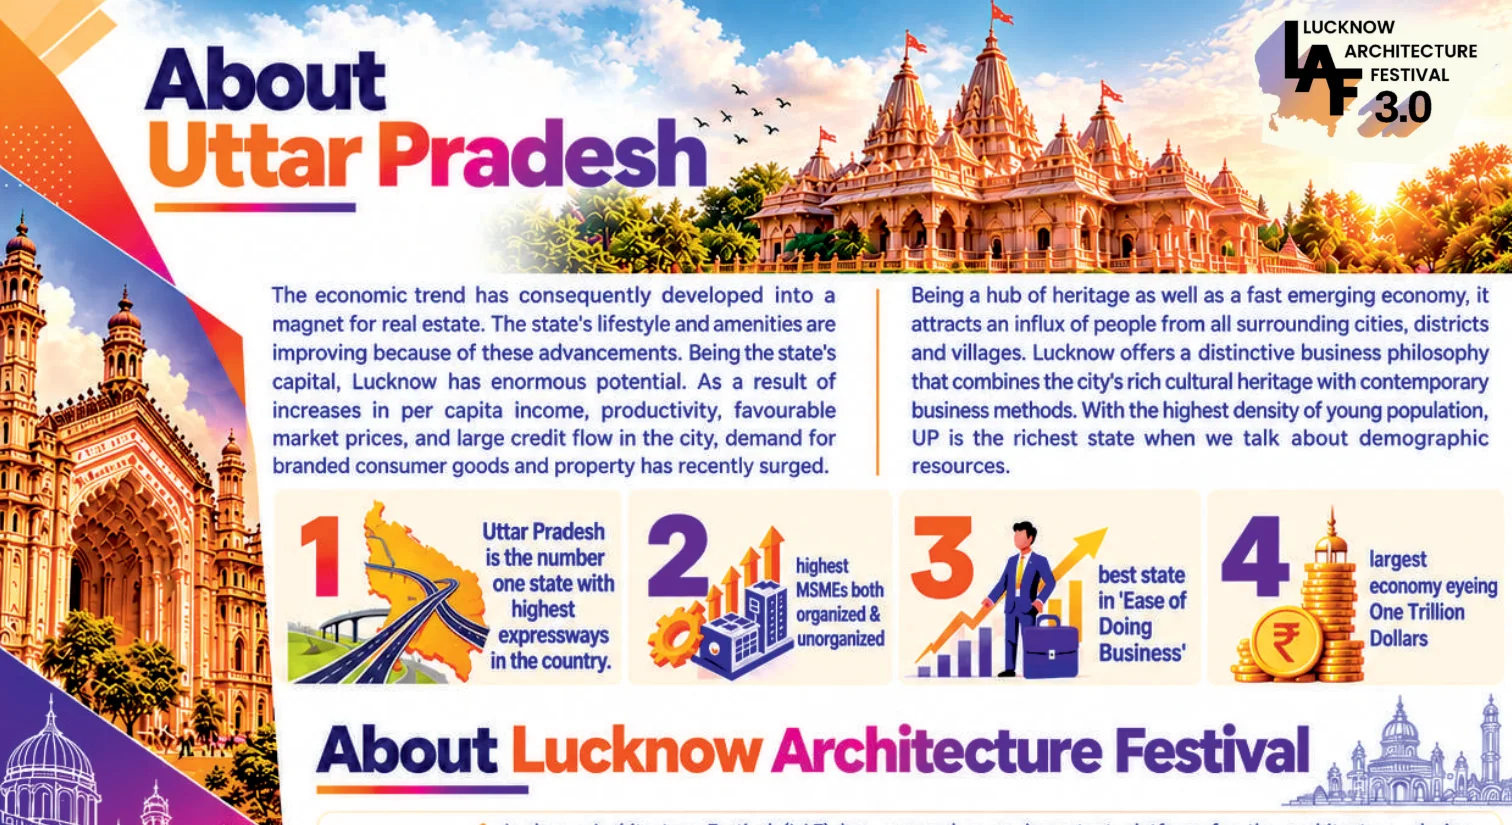 About
Uttar Pradesh
LUCKNOW
ARCHITECTURE
FESTIVAL
LAF
3.0
The economic trend has consequently developed into a
magnet for real estate. The state's lifestyle and amenities are
improving because of these advancements. Being the state's
capital, Lucknow has enormous potential. As a result of
increases in per capita income, productivity, favourable
market prices, and large credit flow in the city, demand for
branded consumer goods and property has recently surged.
Being a hub of heritage as well as a fast emerging economy, it
attracts an influx of people from all surrounding cities, districts
and villages. Lucknow offers a distinctive business philosophy
that combines the city's rich cultural heritage with contemporary
business methods. With the highest density of young population,
UP is the richest state when we talk about demographic
resources.
1
Uttar Pradesh
is the number
one state with
highest
expressways
in the country.
2
highest
MSMEs both
organized &
unorganized
3
best state
in 'Ease of
Doing
Business'
4
₹
largest
economy eyeing
One Trillion
Dollars
About Lucknow Architecture Festival